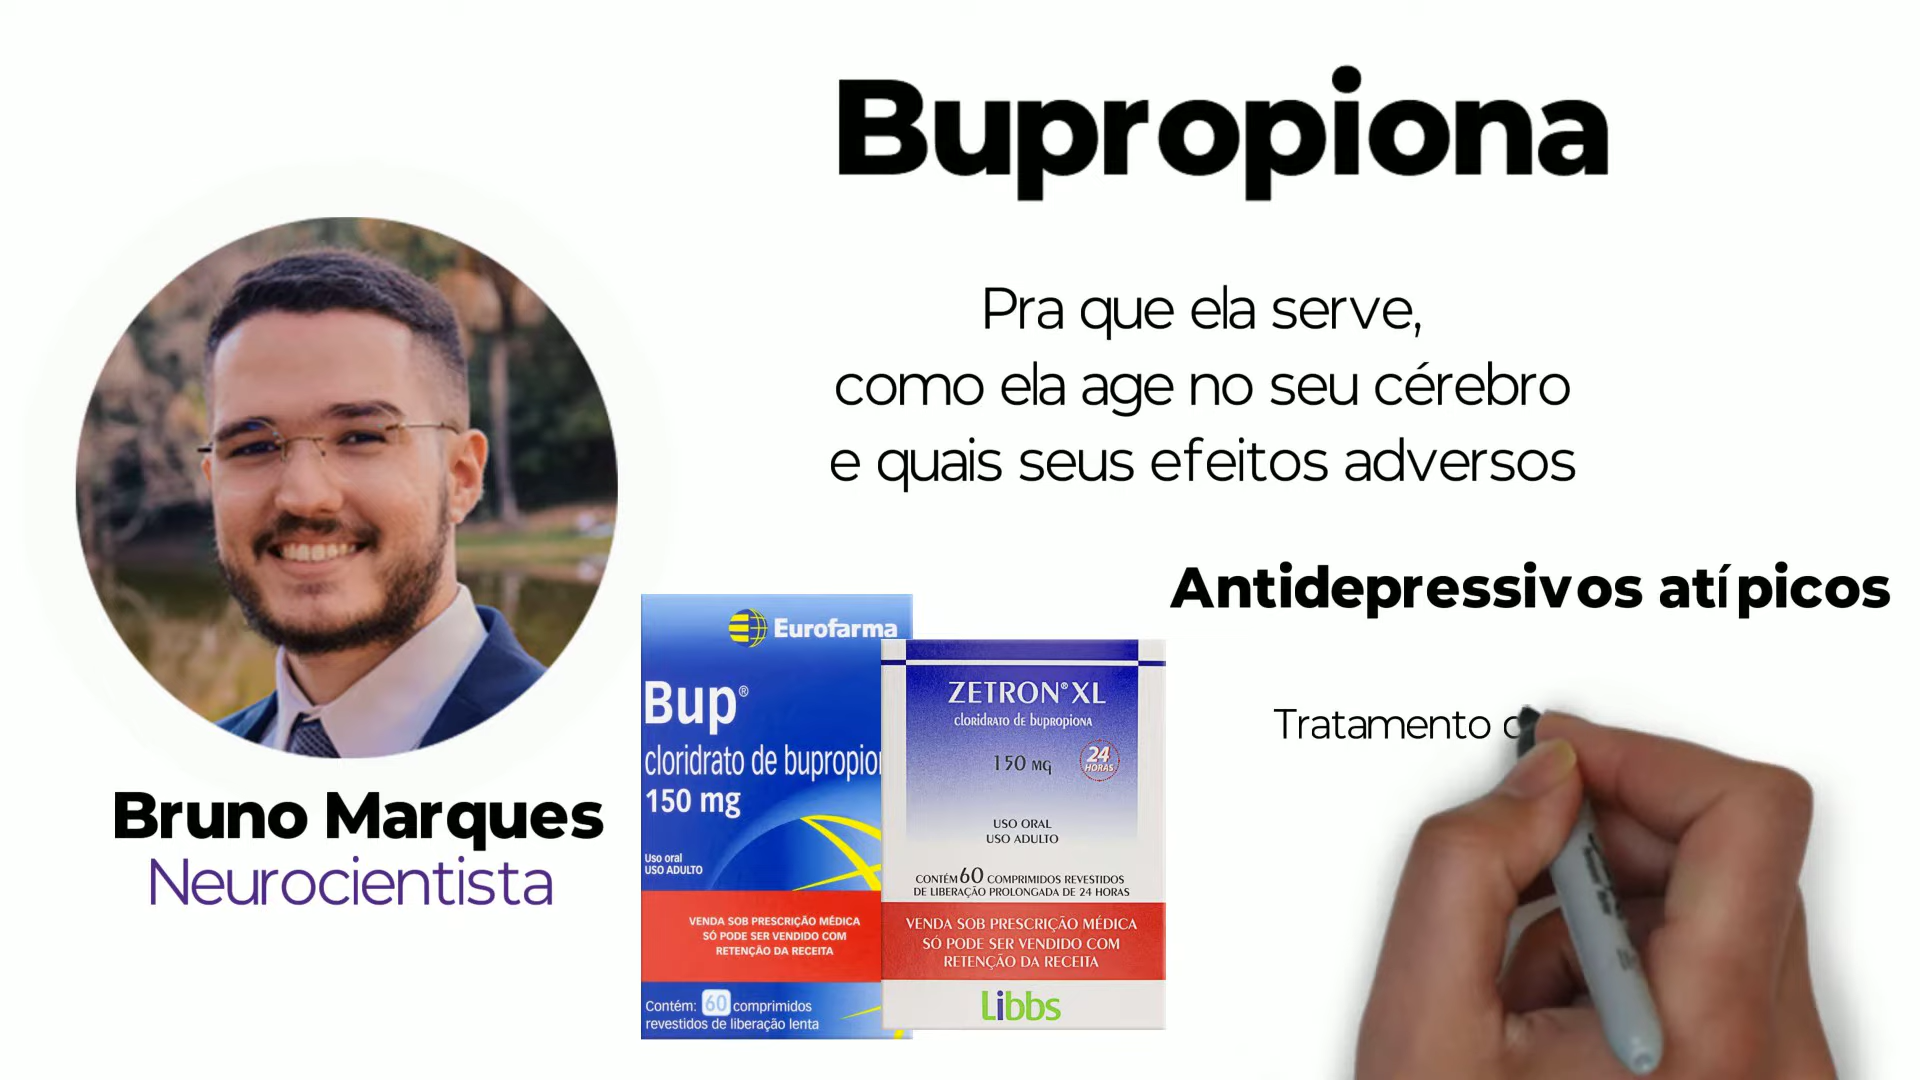 Bupropiona
Pra que ela serve,
como ela age no seu cérebro
e quais seus efeitos adversos
Antidepressivos atípicos
Tratamento
Bruno Marques
Neurocientista
Eurofarma
Bup®
cloridrato de bupropion
150 mg
Uso oral
USO ADULTO
VENDA SOB PRESCRIÇÃO MÉDICA
SÓ PODE SER VENDIDO COM
RETENÇÃO DA RECEITA
Contém: 60 comprimidos
revestidos de liberação lenta
ZETRON® XL
cloridrato de bupropiona
150 mg
24
HORAS
USO ORAL
USO ADULTO
CONTÉM 60 COMPRIMIDOS REVESTIDOS
DE LIBERAÇÃO PROLONGADA DE 24 HORAS
VENDA SOB PRESCRIÇÃO MÉDICA
SÓ PODE SER VENDIDO COM
RETENÇÃO DA RECEITA
Libbs